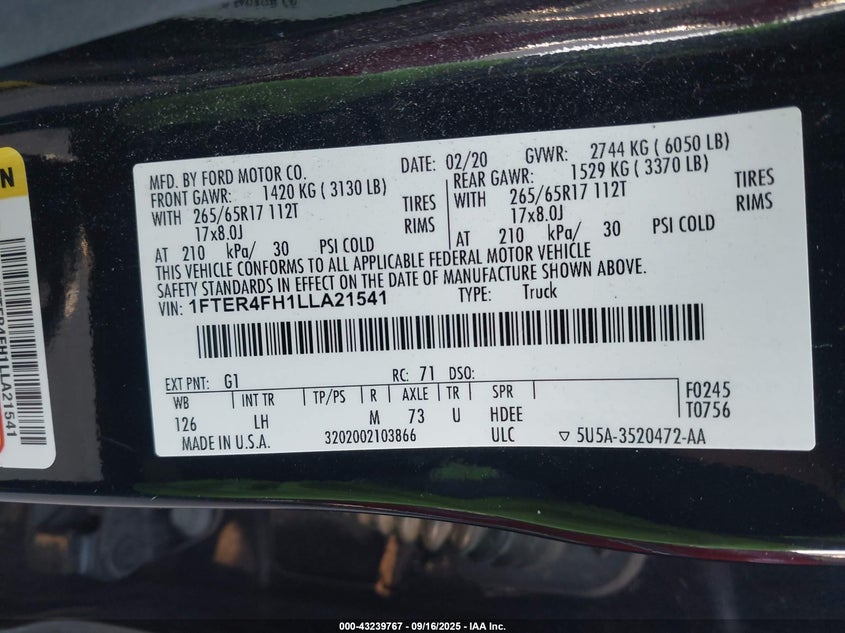 MFD. BY FORD MOTOR CO. DATE: 02/20 GVWR: 2744 KG ( 6050 LB)
FRONT GAWR: 1420 KG ( 3130 LB) REAR GAWR: 1529 KG ( 3370 LB)
WITH 265/65R17 112T TIRES WITH 265/65R17 112T TIRES
17x8.0J RIMS 17x8.0J RIMS
AT 210 kPa/ 30 PSI COLD AT 210 kPa/ 30 PSI COLD
THIS VEHICLE CONFORMS TO ALL APPLICABLE FEDERAL MOTOR VEHICLE
SAFETY STANDARDS IN EFFECT ON THE DATE OF MANUFACTURE SHOWN ABOVE.
VIN: 1FTER4FH1LLA21541 TYPE: Truck
EXT PNT: G1 RC: 71 DSO:
WB INT TR TP/PS R AXLE TR SPR F0245
126 LH M 73 U HDEE T0756
MADE IN U.S.A. 3202002103866 ULC ▽ 5U5A-3520472-AA
000-43239767 - 09/16/2025 - IAA Inc.